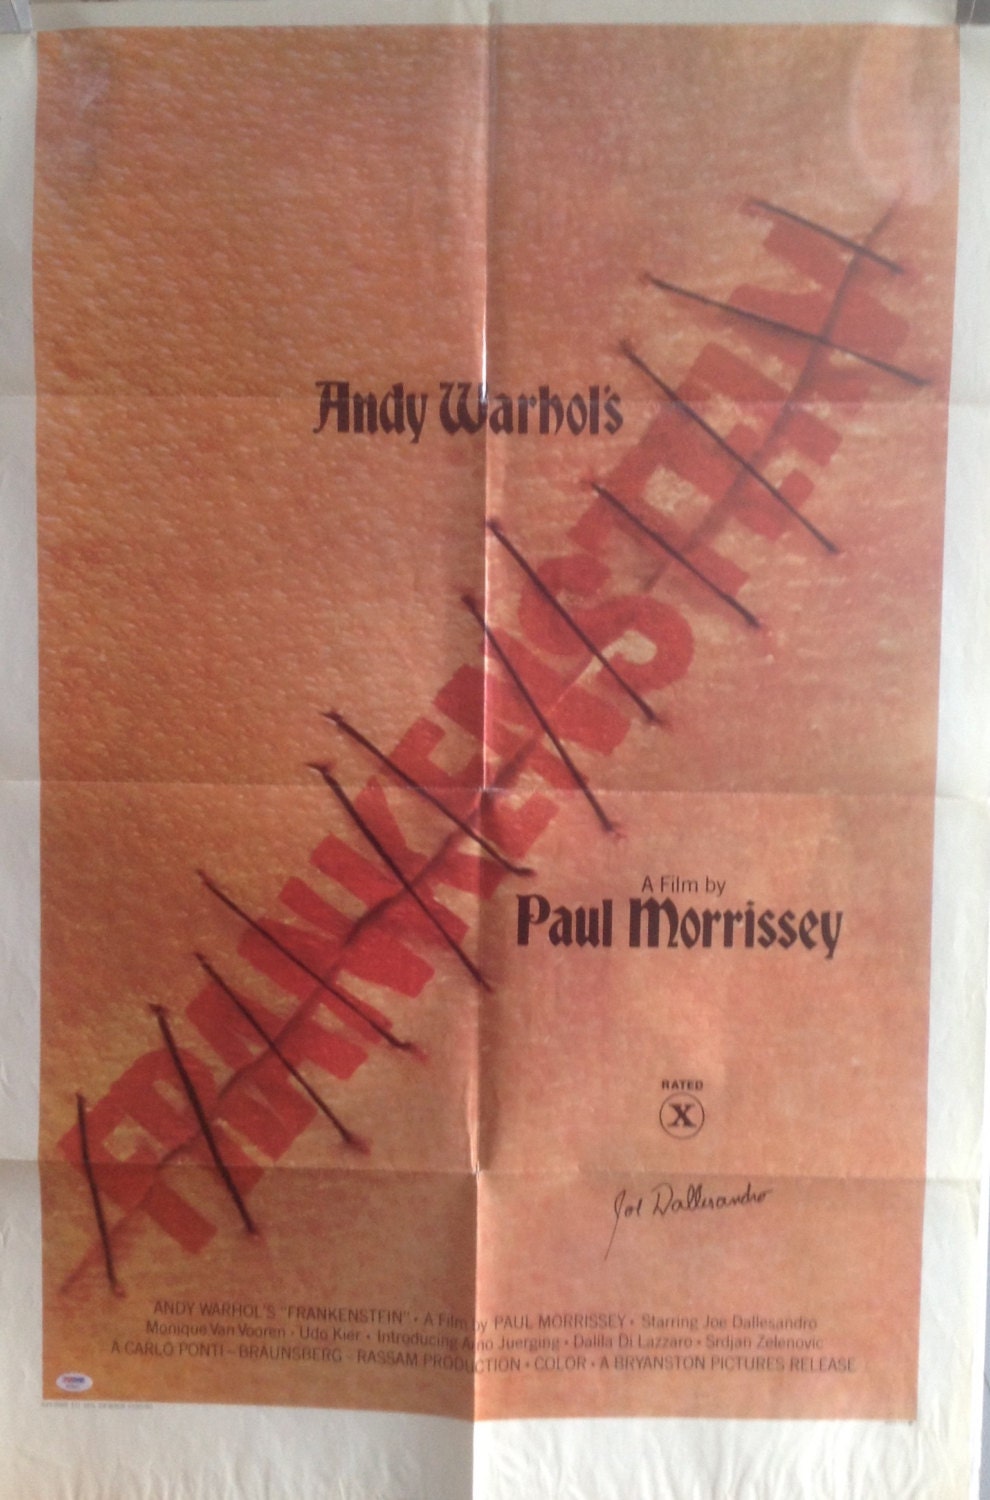 Andy Warhol's
FRANKENSTEIN
A Film by
Paul Morrissey
RATED
X
Joe Dallesandro
ANDY WARHOL'S "FRANKENSTEIN" • A Film by PAUL MORRISSEY • Starring Joe Dallesandro
Monique Van Vooren • Udo Kier • Introducing Arno Juerging • Dalila Di Lazzaro • Srdjan Zelenovic
A CARLO PONTI – BRAUNSBERG – RASSAM PRODUCTION • COLOR • A BRYANSTON PICTURES RELEASE